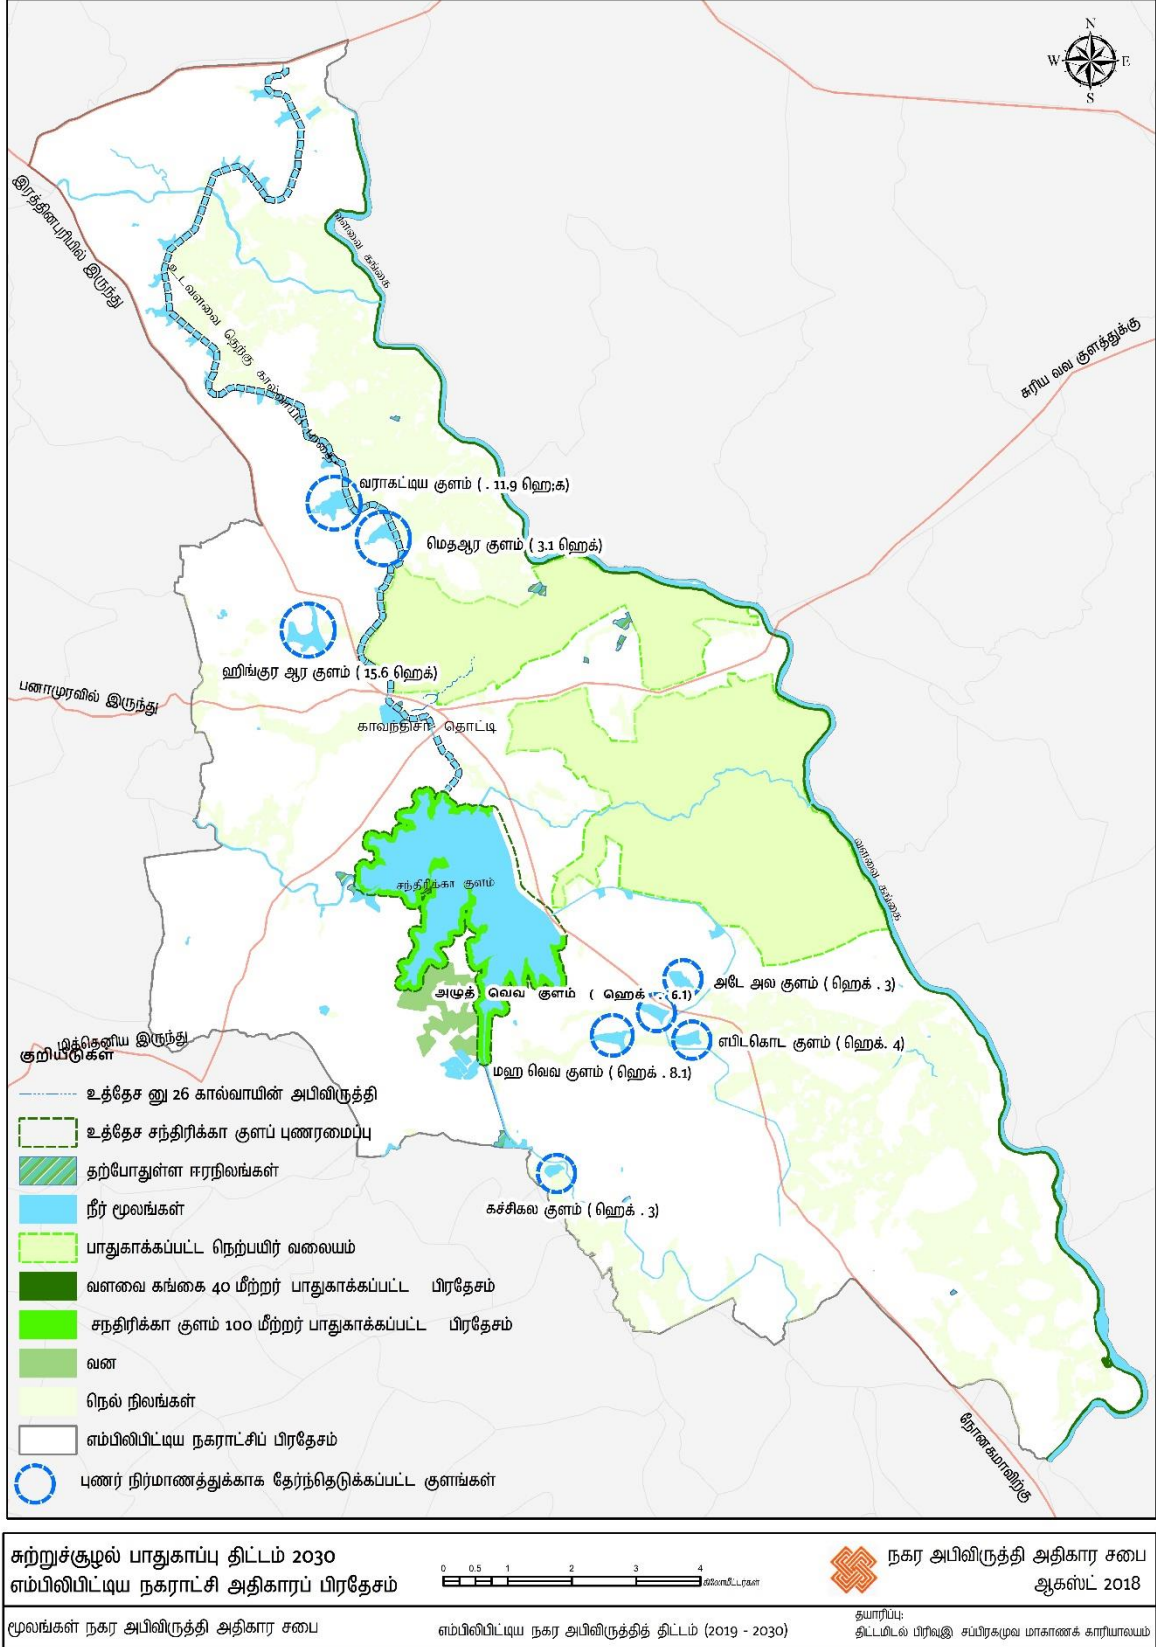 N
W E
S
இரத்தினபுரியில் இருந்து
வளவை கங்கை
உடவளவை தெற்கு கால்வாய்ப் பாதை
சுரிய வவ குளத்துக்கு
வராகட்டிய குளம் ( . 11.9 ஹெ;க)
மெதஆர குளம் ( 3.1 ஹெக்)
ஹிங்குர ஆர குளம் ( 15.6 ஹெக்)
பனாமுரவில் இருந்து
காவந்திசர தொட்டி
வளவை கங்கை
சந்திரிக்கா குளம்
அடே அல குளம் ( ஹெக் . 3)
அழுத் வெவ குளம் ( ஹெக் . 6.1)
எபிடகொட குளம் ( ஹெக். 4)
மித்தெனிய இருந்து
மஹ வெவ குளம் ( ஹெக் . 8.1)
கச்சிகல குளம் ( ஹெக் . 3)
நோனகமாவிற்கு
குறியீடுகள்
உத்தேச னு 26 கால்வாயின் அபிவிருத்தி
உத்தேச சந்திரிக்கா குளப் புணரமைப்பு
தற்போதுள்ள ஈரநிலங்கள்
நீர் மூலங்கள்
பாதுகாக்கப்பட்ட நெற்பயிர் வலையம்
வளவை கங்கை 40 மீற்றர் பாதுகாக்கப்பட்ட பிரதேசம்
சநதிரிக்கா குளம் 100 மீற்றர் பாதுகாக்கப்பட்ட பிரதேசம்
வன
நெல் நிலங்கள்
எம்பிலிபிட்டிய நகராட்சிப் பிரதேசம்
புணர் நிர்மாணத்துக்காக தேர்ந்தெடுக்கப்பட்ட குளங்கள்
சுற்றுச்சூழல் பாதுகாப்பு திட்டம் 2030
எம்பிலிபிட்டிய நகராட்சி அதிகாரப் பிரதேசம்
0 0.5 1 2 3 4
கிலோமீட்டர்கள்
நகர அபிவிருத்தி அதிகார சபை
ஆகஸ்ட் 2018
மூலங்கள் நகர அபிவிருத்தி அதிகார சபை
எம்பிலிபிட்டிய நகர அபிவிருத்தித் திட்டம் (2019 - 2030)
தயாரிப்பு:
திட்டமிடல் பிரிவுஇ சப்பிரகமுவ மாகாணக் காரியாலயம்